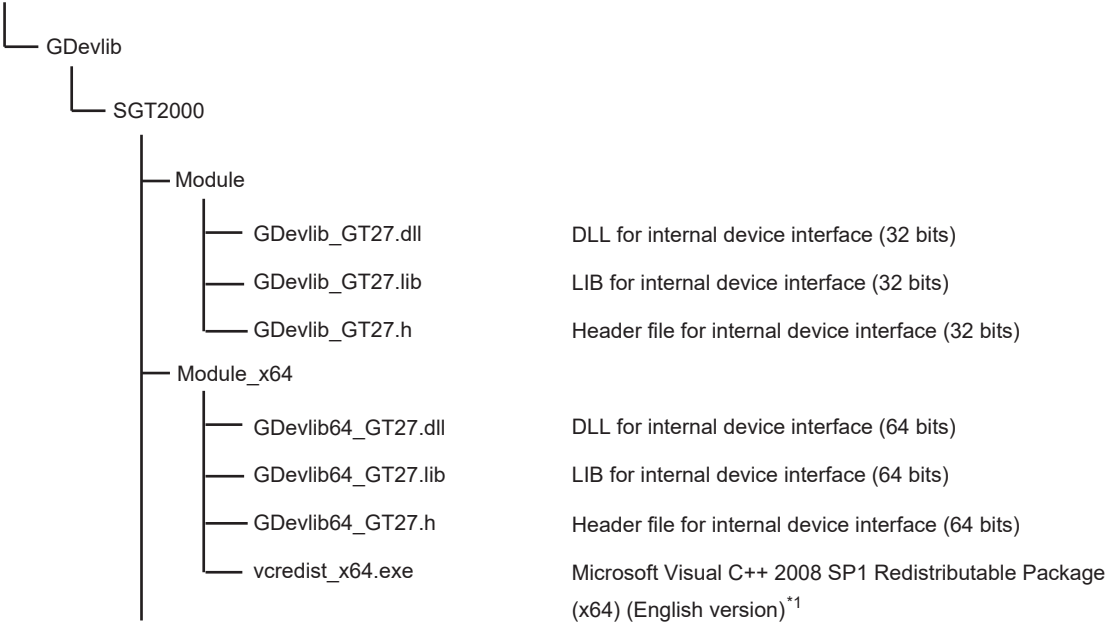 GDevlib
SGT2000
Module
GDevlib_GT27.dll DLL for internal device interface (32 bits)
GDevlib_GT27.lib LIB for internal device interface (32 bits)
GDevlib_GT27.h Header file for internal device interface (32 bits)
Module_x64
GDevlib64_GT27.dll DLL for internal device interface (64 bits)
GDevlib64_GT27.lib LIB for internal device interface (64 bits)
GDevlib64_GT27.h Header file for internal device interface (64 bits)
vcredist_x64.exe Microsoft Visual C++ 2008 SP1 Redistributable Package
(x64) (English version)*1